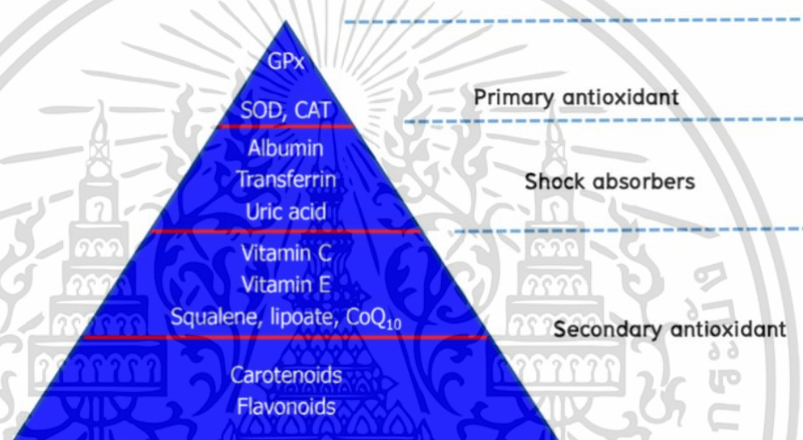 GPx
SOD, CAT
Primary antioxidant
Albumin
Transferrin
Uric acid
Shock absorbers
Vitamin C
Vitamin E
Squalene, lipoate, CoQ₁₀
Secondary antioxidant
Carotenoids
Flavonoids